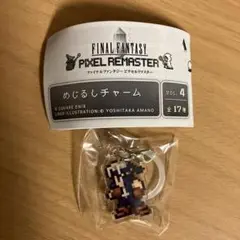 FINAL FANTASY
PIXEL REMASTER
ファイナルファンタジー ピクセルリマスター
めじるしチャーム
VOL. 4
全17種
© SQUARE ENIX
LOGO ILLUSTRATION:© YOSHITAKA AMANO